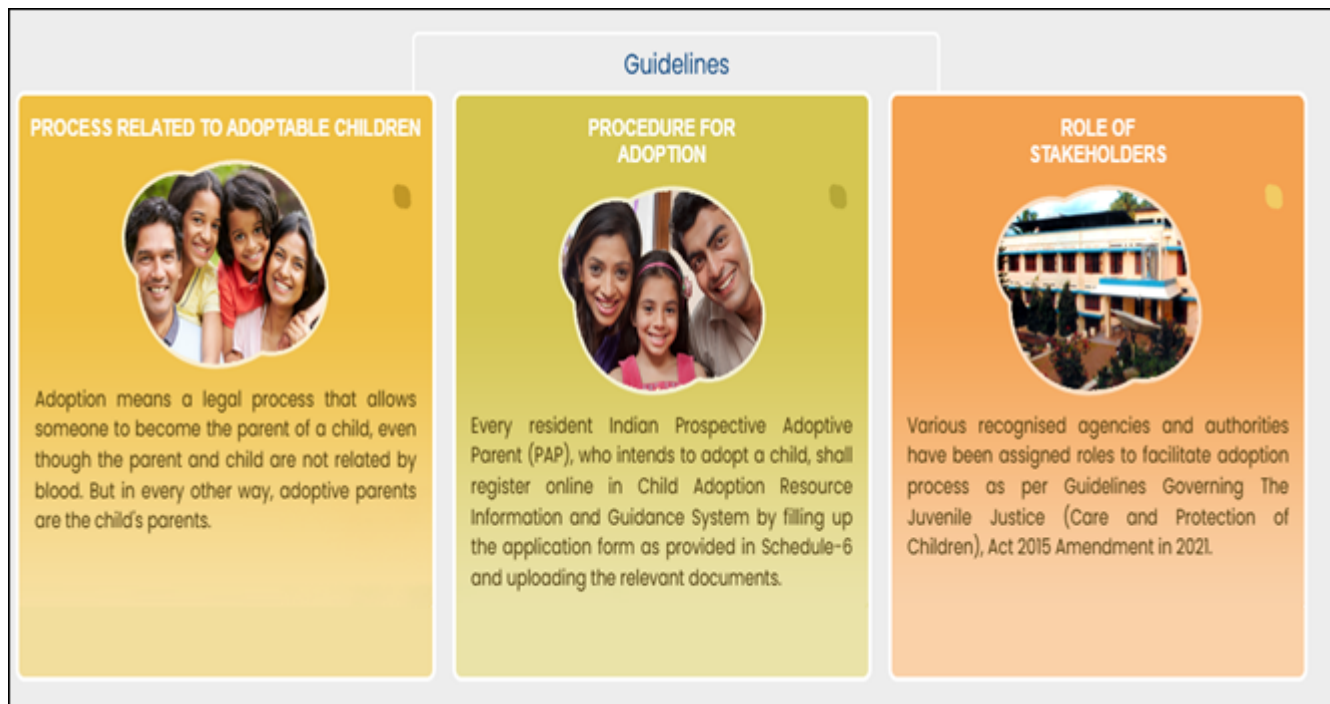 Guidelines
PROCESS RELATED TO ADOPTABLE CHILDREN
Adoption means a legal process that allows
someone to become the parent of a child, even
though the parent and child are not related by
blood. But in every other way, adoptive parents
are the child's parents.
PROCEDURE FOR
ADOPTION
Every resident Indian Prospective Adoptive
Parent (PAP), who intends to adopt a child, shall
register online in Child Adoption Resource
Information and Guidance System by filling up
the application form as provided in Schedule-6
and uploading the relevant documents.
ROLE OF
STAKEHOLDERS
Various recognised agencies and authorities
have been assigned roles to facilitate adoption
process as per Guidelines Governing The
Juvenile Justice (Care and Protection of
Children), Act 2015 Amendment in 2021.